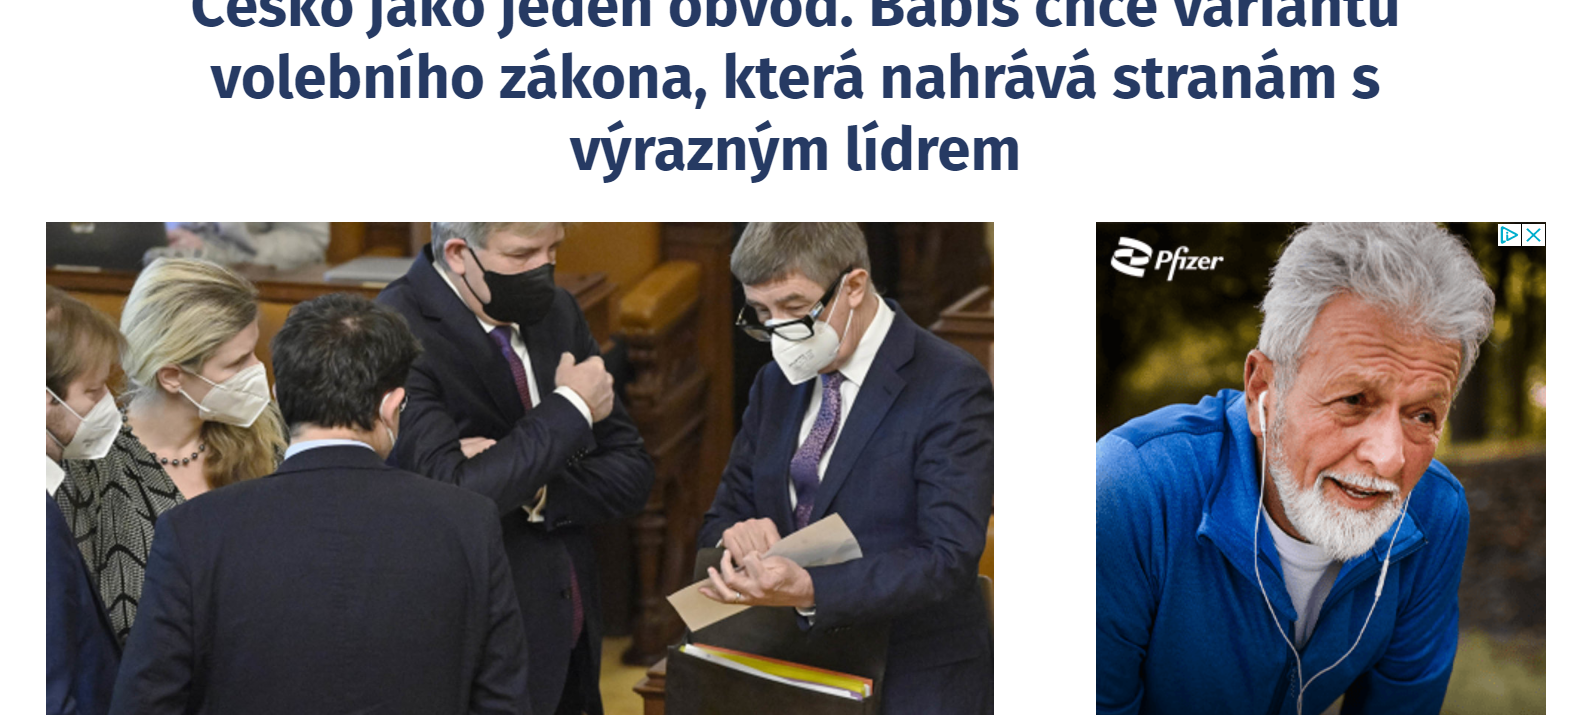 Česko jako jeden obvod. Babiš chce variantu
volebního zákona, která nahrává stranám s
výrazným lídrem
Pfizer